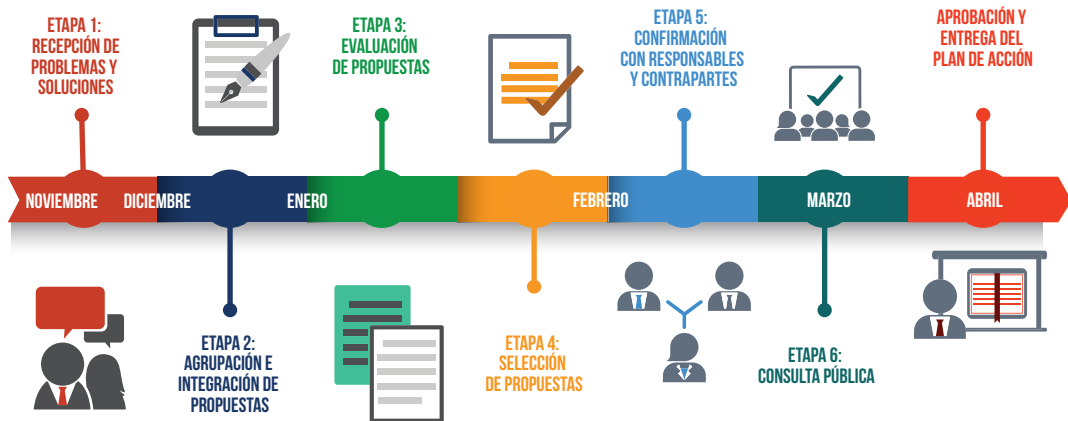 ETAPA 1:
RECEPCIÓN DE
PROBLEMAS Y
SOLUCIONES
ETAPA 3:
EVALUACIÓN
DE PROPUESTAS
ETAPA 5:
CONFIRMACIÓN
CON RESPONSABLES
Y CONTRAPARTES
APROBACIÓN Y
ENTREGA DEL
PLAN DE ACCIÓN
NOVIEMBRE
DICIEMBRE
ENERO
FEBRERO
MARZO
ABRIL
ETAPA 2:
AGRUPACIÓN E
INTEGRACIÓN DE
PROPUESTAS
ETAPA 4:
SELECCIÓN
DE PROPUESTAS
ETAPA 6:
CONSULTA PÚBLICA